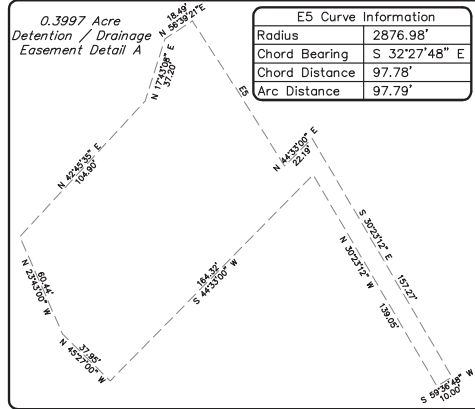 0.3997 Acre
Detention / Drainage
Easement Detail A
E5 Curve Information
Radius 2876.98'
Chord Bearing S 32°27'48" E
Chord Distance 97.78'
Arc Distance 97.79'
18.49'
N 56°39'21"E
N 17°43'08" E
37.20'
E5
N 42°45'35" E
104.90'
N 44°33'00" E
22.19'
60.44'
N 23°43'00" W
37.95'
N 45°27'00" W
164.32'
S 44°33'00" W
S 30°23'12" E
157.27'
N 30°23'12" W
139.05'
S 59°36'48" W
10.00'